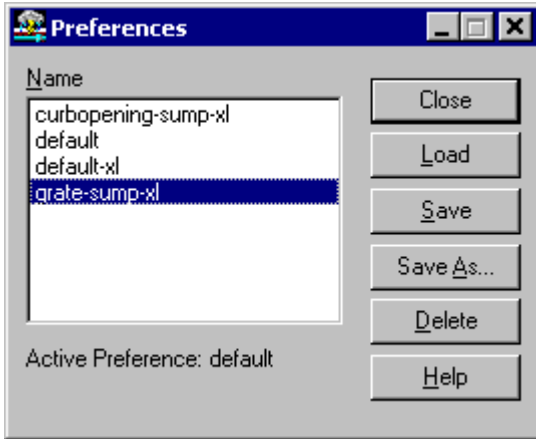 Preferences
Name
curbopening-sump-xl
default
default-xl
grate-sump-xl
Active Preference: default
Close
Load
Save
Save As...
Delete
Help